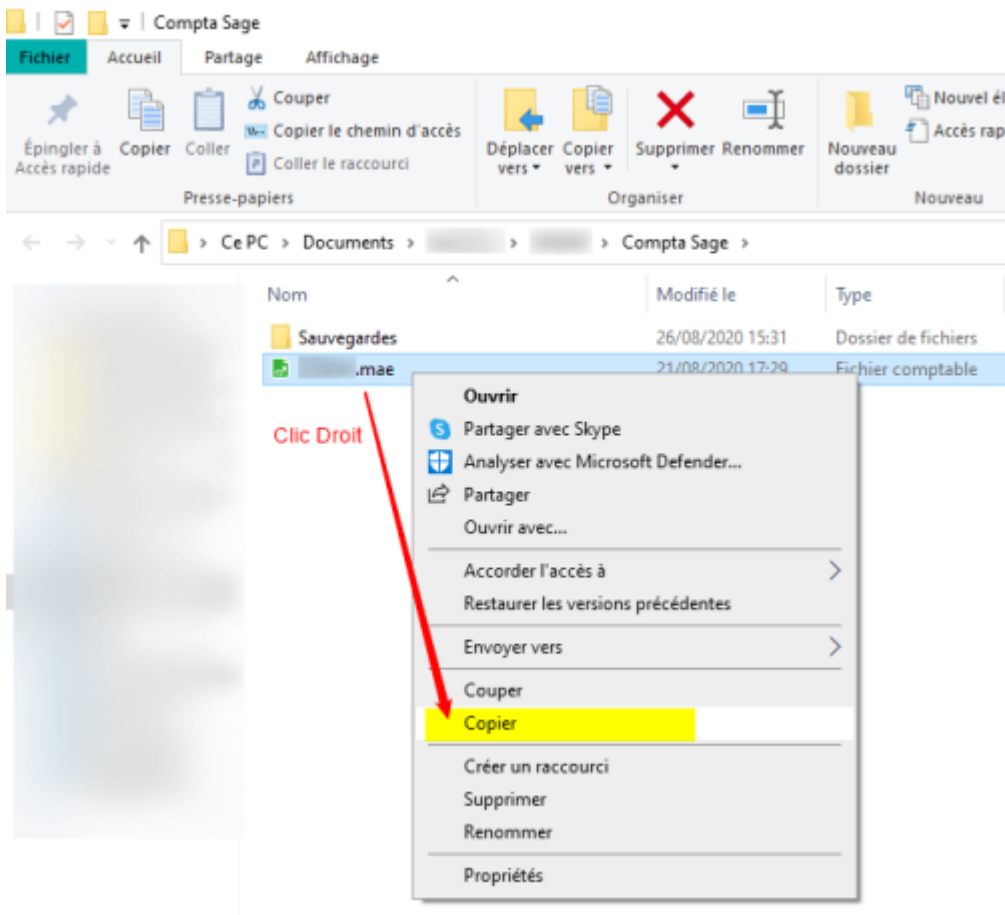 Compta Sage
Fichier Accueil Partage Affichage
Épingler à Accès rapide
Copier
Coller
Couper
Copier le chemin d'accès
Coller le raccourci
Presse-papiers
Déplacer vers
Copier vers
Supprimer
Renommer
Organiser
Nouveau dossier
Nouvel él
Accès rap
Nouveau
Ce PC > Documents > > > Compta Sage >
Nom Modifié le Type
Sauvegardes 26/08/2020 15:31 Dossier de fichiers
.mae 21/08/2020 17:29 Fichier comptable
Clic Droit
Ouvrir
Partager avec Skype
Analyser avec Microsoft Defender...
Partager
Ouvrir avec...
Accorder l'accès à
Restaurer les versions précédentes
Envoyer vers
Couper
Copier
Créer un raccourci
Supprimer
Renommer
Propriétés